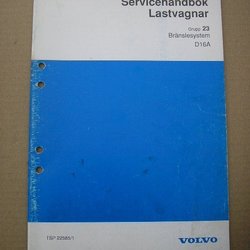 Servicehandbok
Lastvagnar
Grupp 23
Bränslesystem
D16A
TSP 22585/1
VOLVO